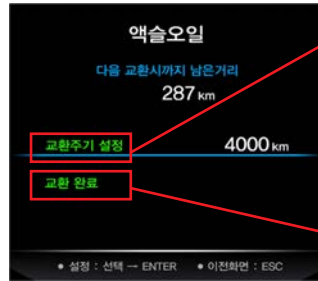 액슬오일
다음 교환시까지 남은거리
287 km
교환주기 설정 4000 km
교환 완료
• 설정 : 선택 → ENTER • 이전화면 : ESC